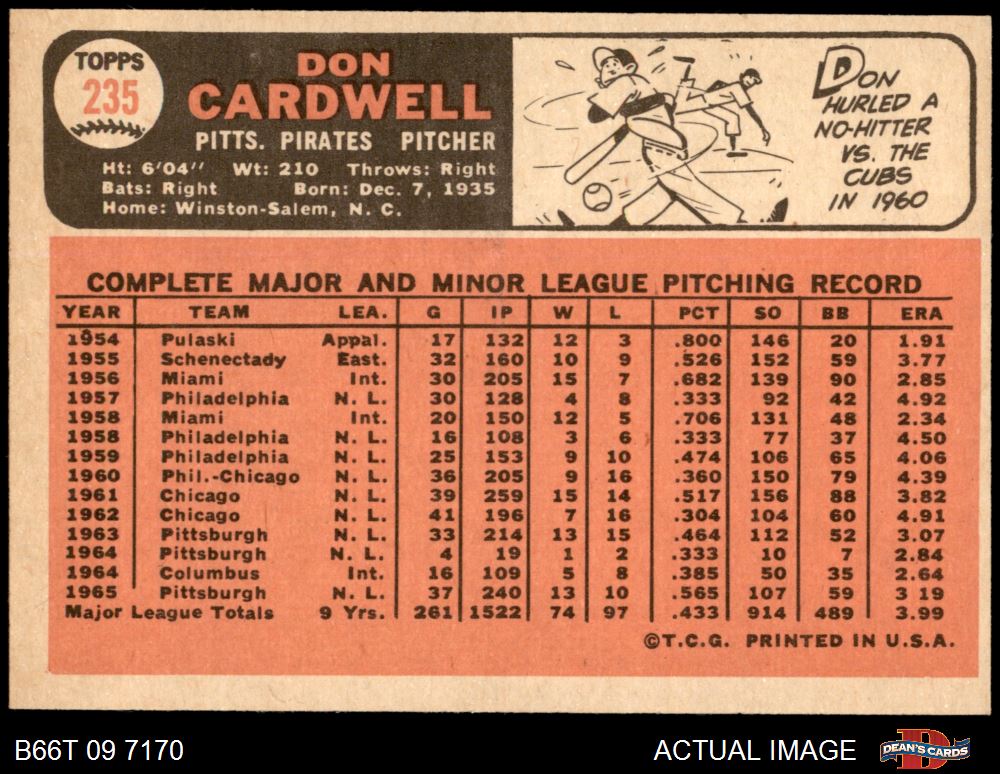 TOPPS
235
DON
CARDWELL
PITTS. PIRATES PITCHER
Ht: 6'04" Wt: 210 Throws: Right
Bats: Right Born: Dec. 7, 1935
Home: Winston-Salem, N. C.
DON
HURLED A
NO-HITTER
VS. THE
CUBS
IN 1960
COMPLETE MAJOR AND MINOR LEAGUE PITCHING RECORD
YEAR TEAM LEA. G IP W L PCT SO BB ERA
1954 Pulaski Appal. 17 132 12 3 .800 146 20 1.91
1955 Schenectady East. 32 160 10 9 .526 152 59 3.77
1956 Miami Int. 30 205 15 7 .682 139 90 2.85
1957 Philadelphia N. L. 30 128 4 8 .333 92 42 4.92
1958 Miami Int. 20 150 12 5 .706 131 48 2.34
1958 Philadelphia N. L. 16 108 3 6 .333 77 37 4.50
1959 Philadelphia N. L. 25 153 9 10 .474 106 65 4.06
1960 Phil.-Chicago N. L. 36 205 9 16 .360 150 79 4.39
1961 Chicago N. L. 39 259 15 14 .517 156 88 3.82
1962 Chicago N. L. 41 196 7 16 .304 104 60 4.91
1963 Pittsburgh N. L. 33 214 13 15 .464 112 52 3.07
1964 Pittsburgh N. L. 4 19 1 2 .333 10 7 2.84
1964 Columbus Int. 16 109 5 8 .385 50 35 2.64
1965 Pittsburgh N. L. 37 240 13 10 .565 107 59 3 19
Major League Totals 9 Yrs. 261 1522 74 97 .433 914 489 3.99
©T.C.G. PRINTED IN U.S.A.
B66T 09 7170 ACTUAL IMAGE DEAN'S CARDS